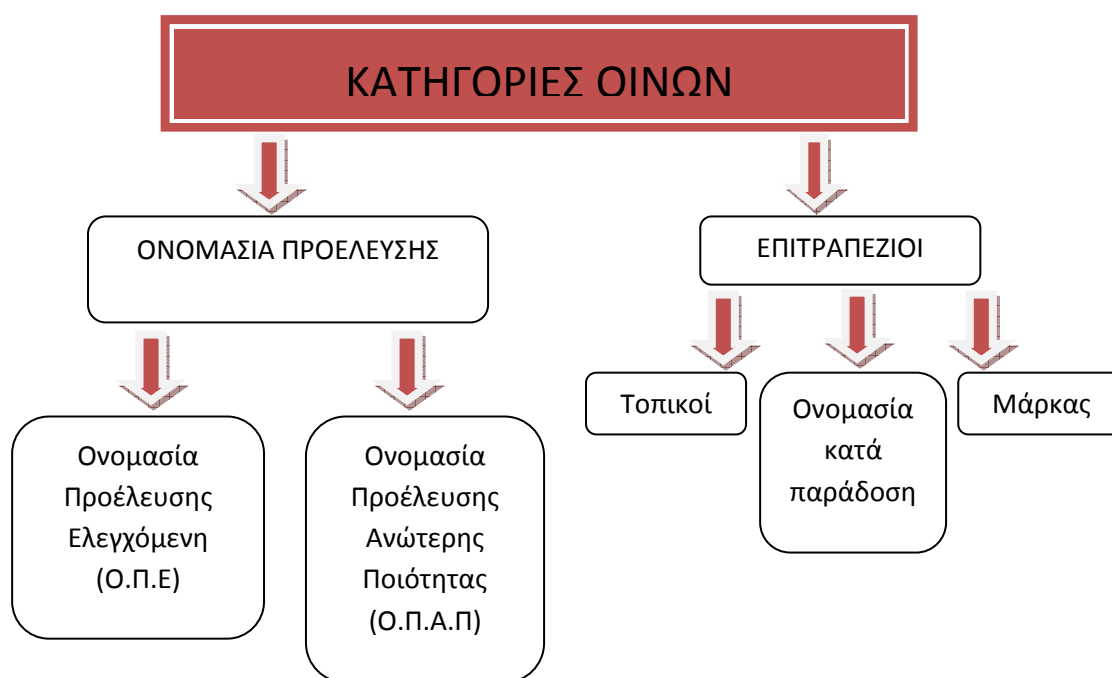 ΚΑΤΗΓΟΡΙΕΣ ΟΙΝΩΝ
ΟΝΟΜΑΣΙΑ ΠΡΟΕΛΕΥΣΗΣ
ΕΠΙΤΡΑΠΕΖΙΟΙ
Ονομασία
Προέλευσης
Ελεγχόμενη
(Ο.Π.Ε)
Ονομασία
Προέλευσης
Ανώτερης
Ποιότητας
(Ο.Π.Α.Π)
Τοπικοί
Ονομασία
κατά
παράδοση
Μάρκας